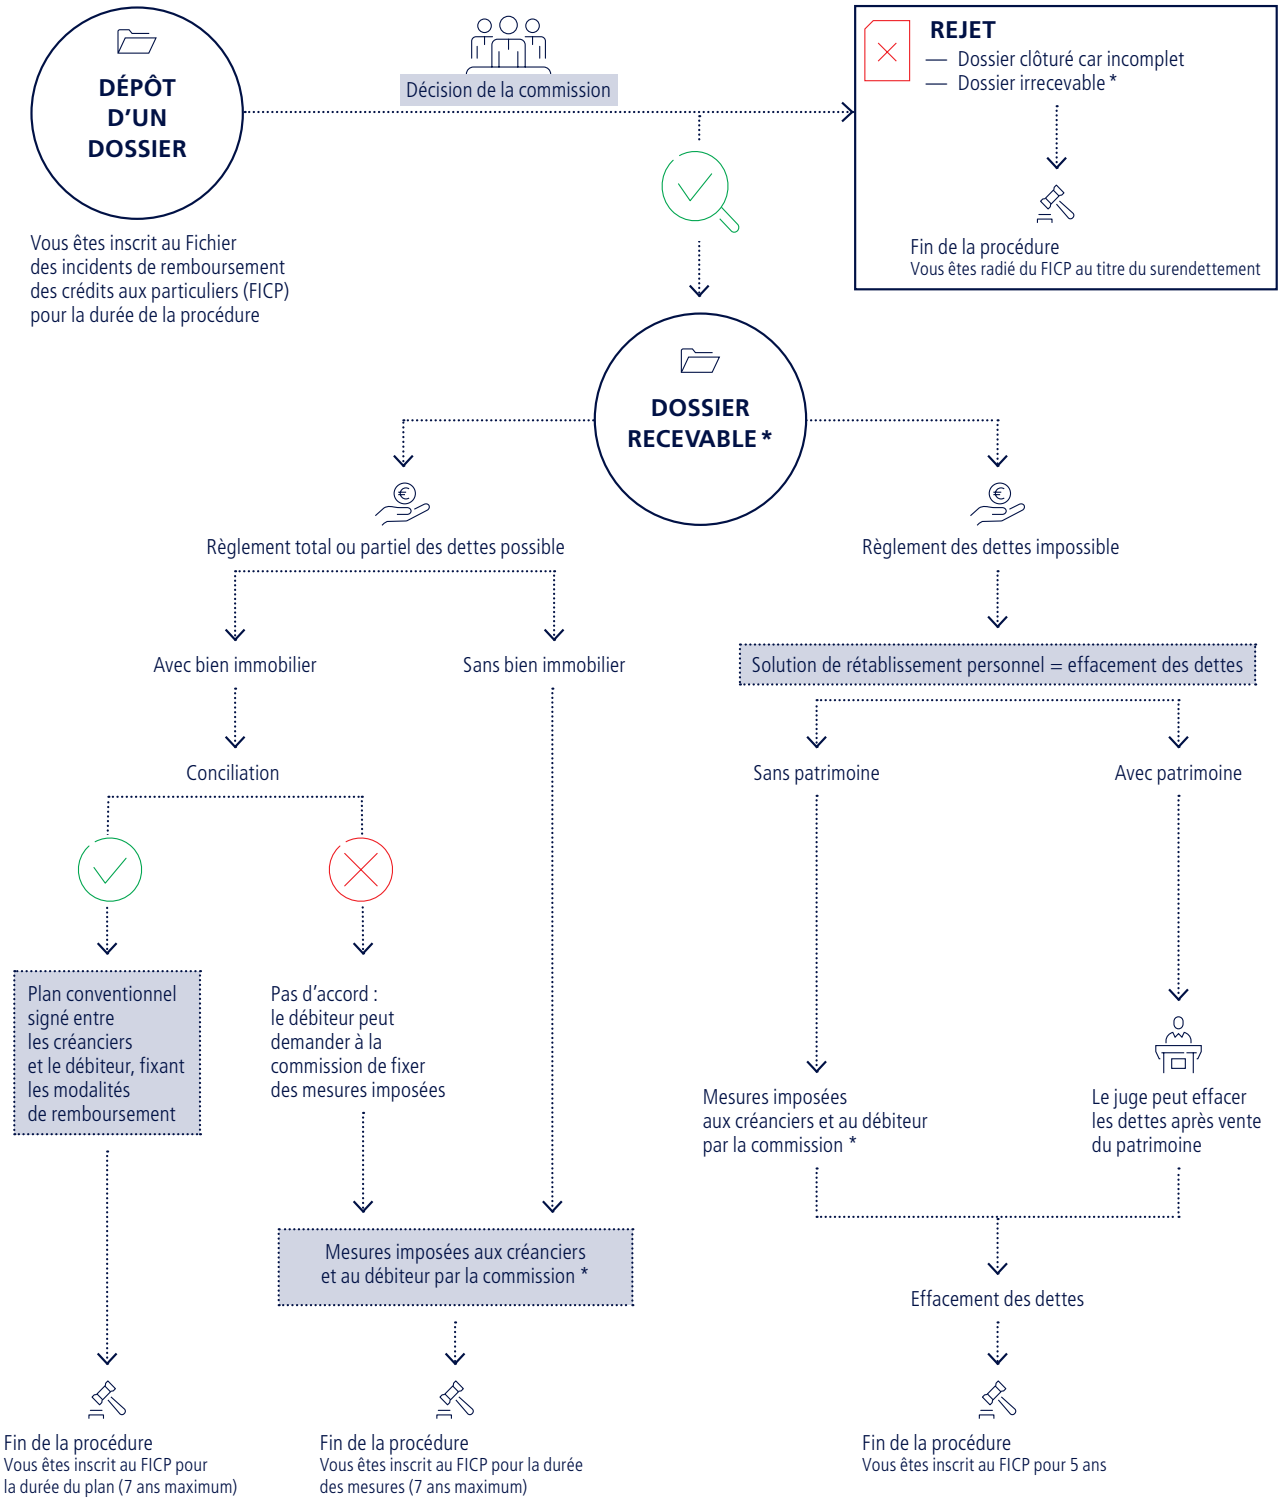 DÉPÔT
D'UN
DOSSIER
Vous êtes inscrit au Fichier
des incidents de remboursement
des crédits aux particuliers (FICP)
pour la durée de la procédure
Décision de la commission
REJET
— Dossier clôturé car incomplet
— Dossier irrecevable *
Fin de la procédure
Vous êtes radié du FICP au titre du surendettement
DOSSIER
RECEVABLE *
Règlement total ou partiel des dettes possible
Règlement des dettes impossible
Avec bien immobilier
Sans bien immobilier
Solution de rétablissement personnel = effacement des dettes
Conciliation
Sans patrimoine
Avec patrimoine
Plan conventionnel
signé entre
les créanciers
et le débiteur, fixant
les modalités
de remboursement
Pas d'accord :
le débiteur peut
demander à la
commission de fixer
des mesures imposées
Mesures imposées
aux créanciers et au débiteur
par la commission *
Le juge peut effacer
les dettes après vente
du patrimoine
Mesures imposées aux créanciers
et au débiteur par la commission *
Effacement des dettes
Fin de la procédure
Vous êtes inscrit au FICP pour
la durée du plan (7 ans maximum)
Fin de la procédure
Vous êtes inscrit au FICP pour la durée
des mesures (7 ans maximum)
Fin de la procédure
Vous êtes inscrit au FICP pour 5 ans